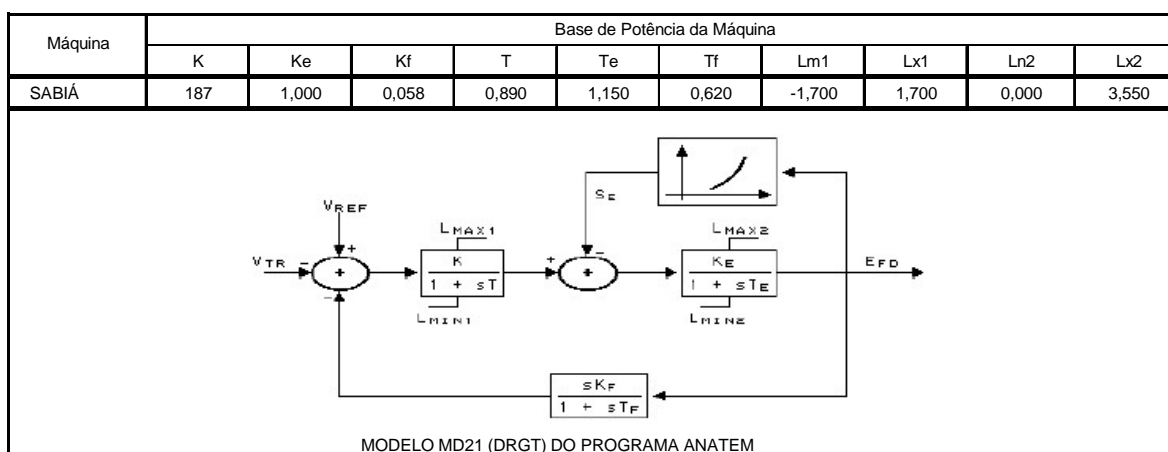 Máquina
Base de Potência da Máquina
K Ke Kf T Te Tf Lm1 Lx1 Ln2 Lx2
SABIÁ 187 1,000 0,058 0,890 1,150 0,620 -1,700 1,700 0,000 3,550
SE
VREF
LMAX1
LMAX2
VTR - + + K + - KE EFD
1 + sT
1 + sTE
-
LMIN1
LMIN2
sKF
1 + sTF
MODELO MD21 (DRGT) DO PROGRAMA ANATEM